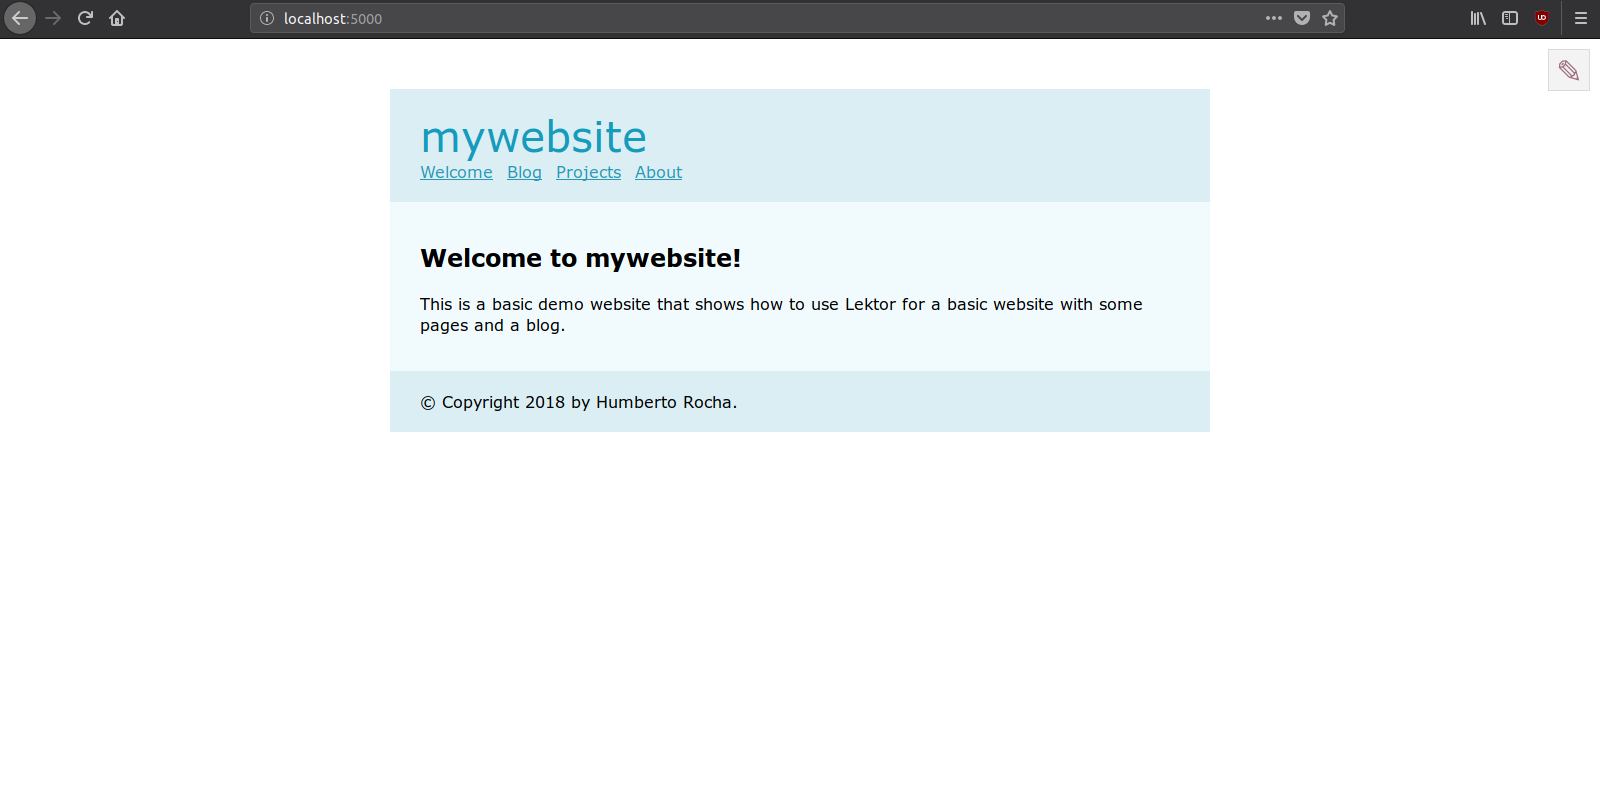 localhost:5000
mywebsite
Welcome Blog Projects About
Welcome to mywebsite!
This is a basic demo website that shows how to use Lektor for a basic website with some
pages and a blog.
© Copyright 2018 by Humberto Rocha.